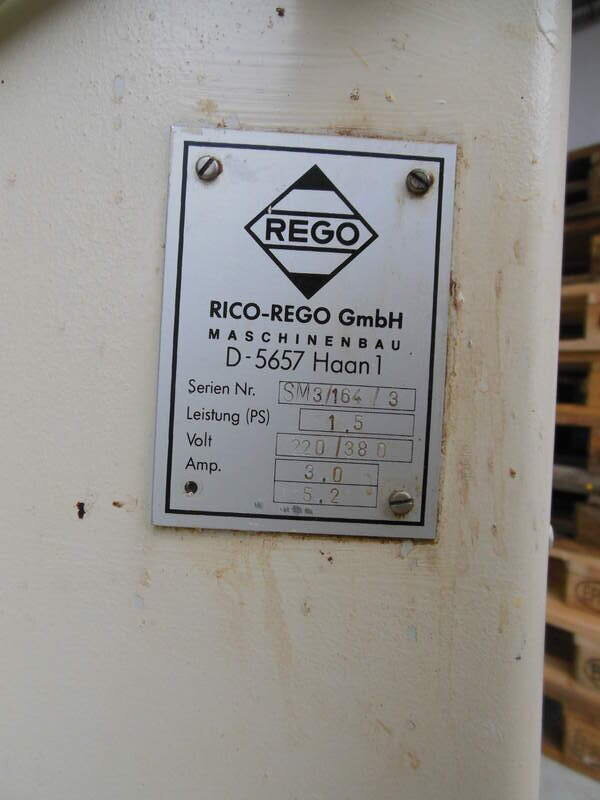 REGO
RICO-REGO GmbH
MASCHINENBAU
D-5657 Haan 1
Serien Nr. SM3/164/3
Leistung (PS) 1,5
Volt 220/380
Amp. 3,0
5,2